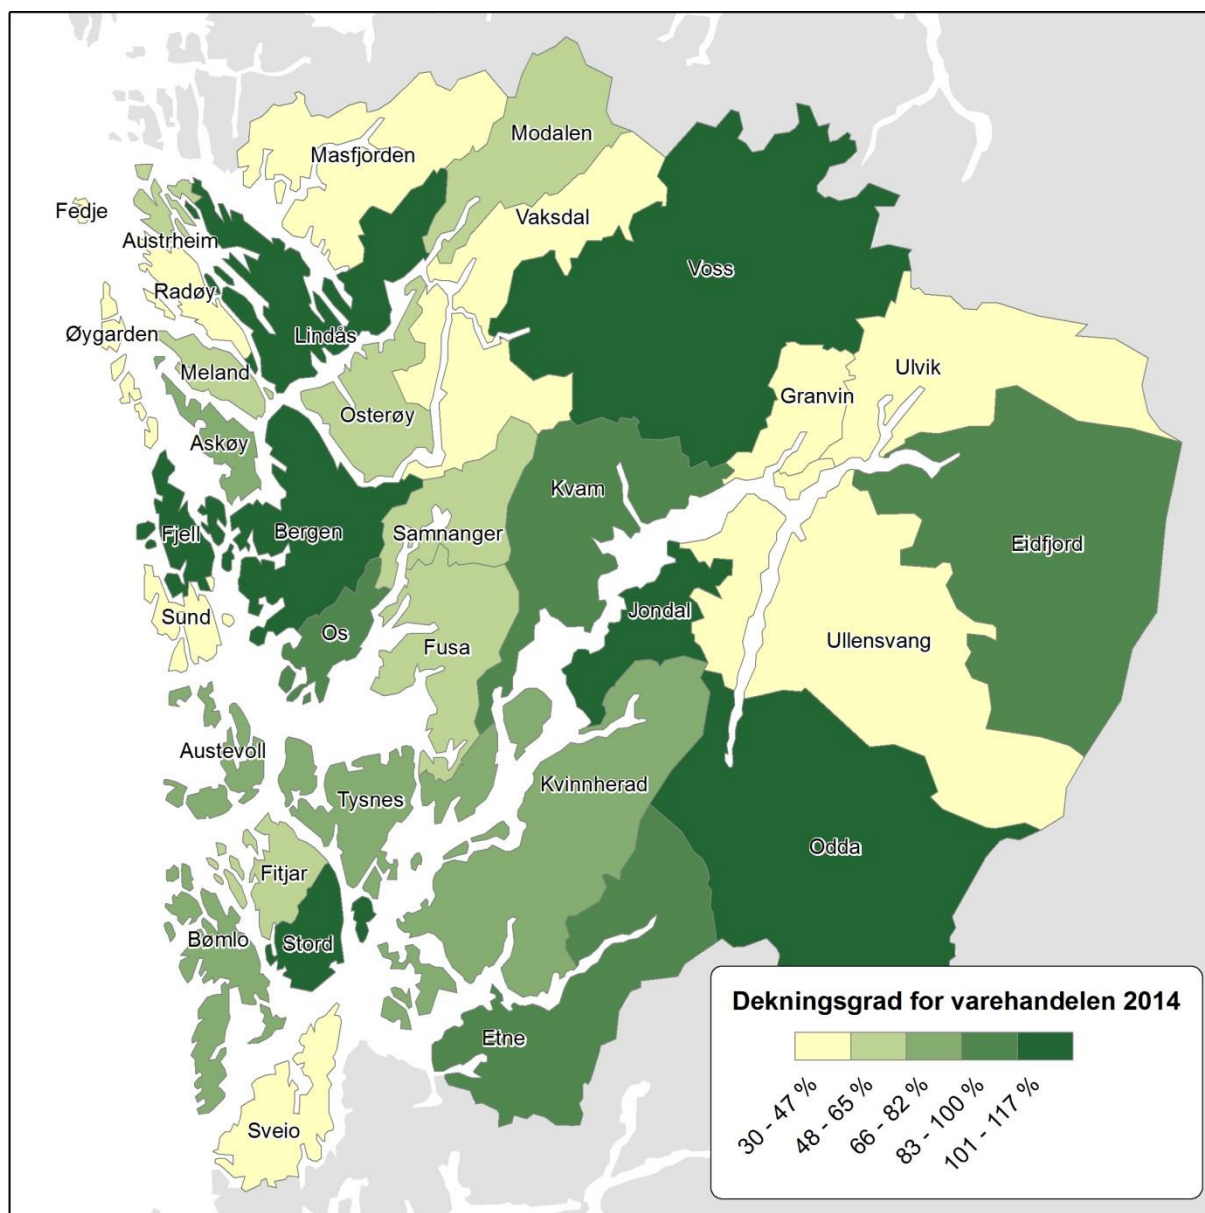 Modalen
Masfjorden
Fedje
Vaksdal
Austrheim
Voss
Radøy
Øygarden
Lindås
Meland
Ulvik
Granvin
Osterøy
Askøy
Kvam
Fjell
Bergen
Samnanger
Eidfjord
Sund
Jondal
Os
Fusa
Ullensvang
Austevoll
Kvinnherad
Tysnes
Odda
Fitjar
Bømlo
Stord
Etne
Sveio
Dekningsgrad for varehandelen 2014
30 - 47 %
48 - 65 %
66 - 82 %
83 - 100 %
101 - 117 %